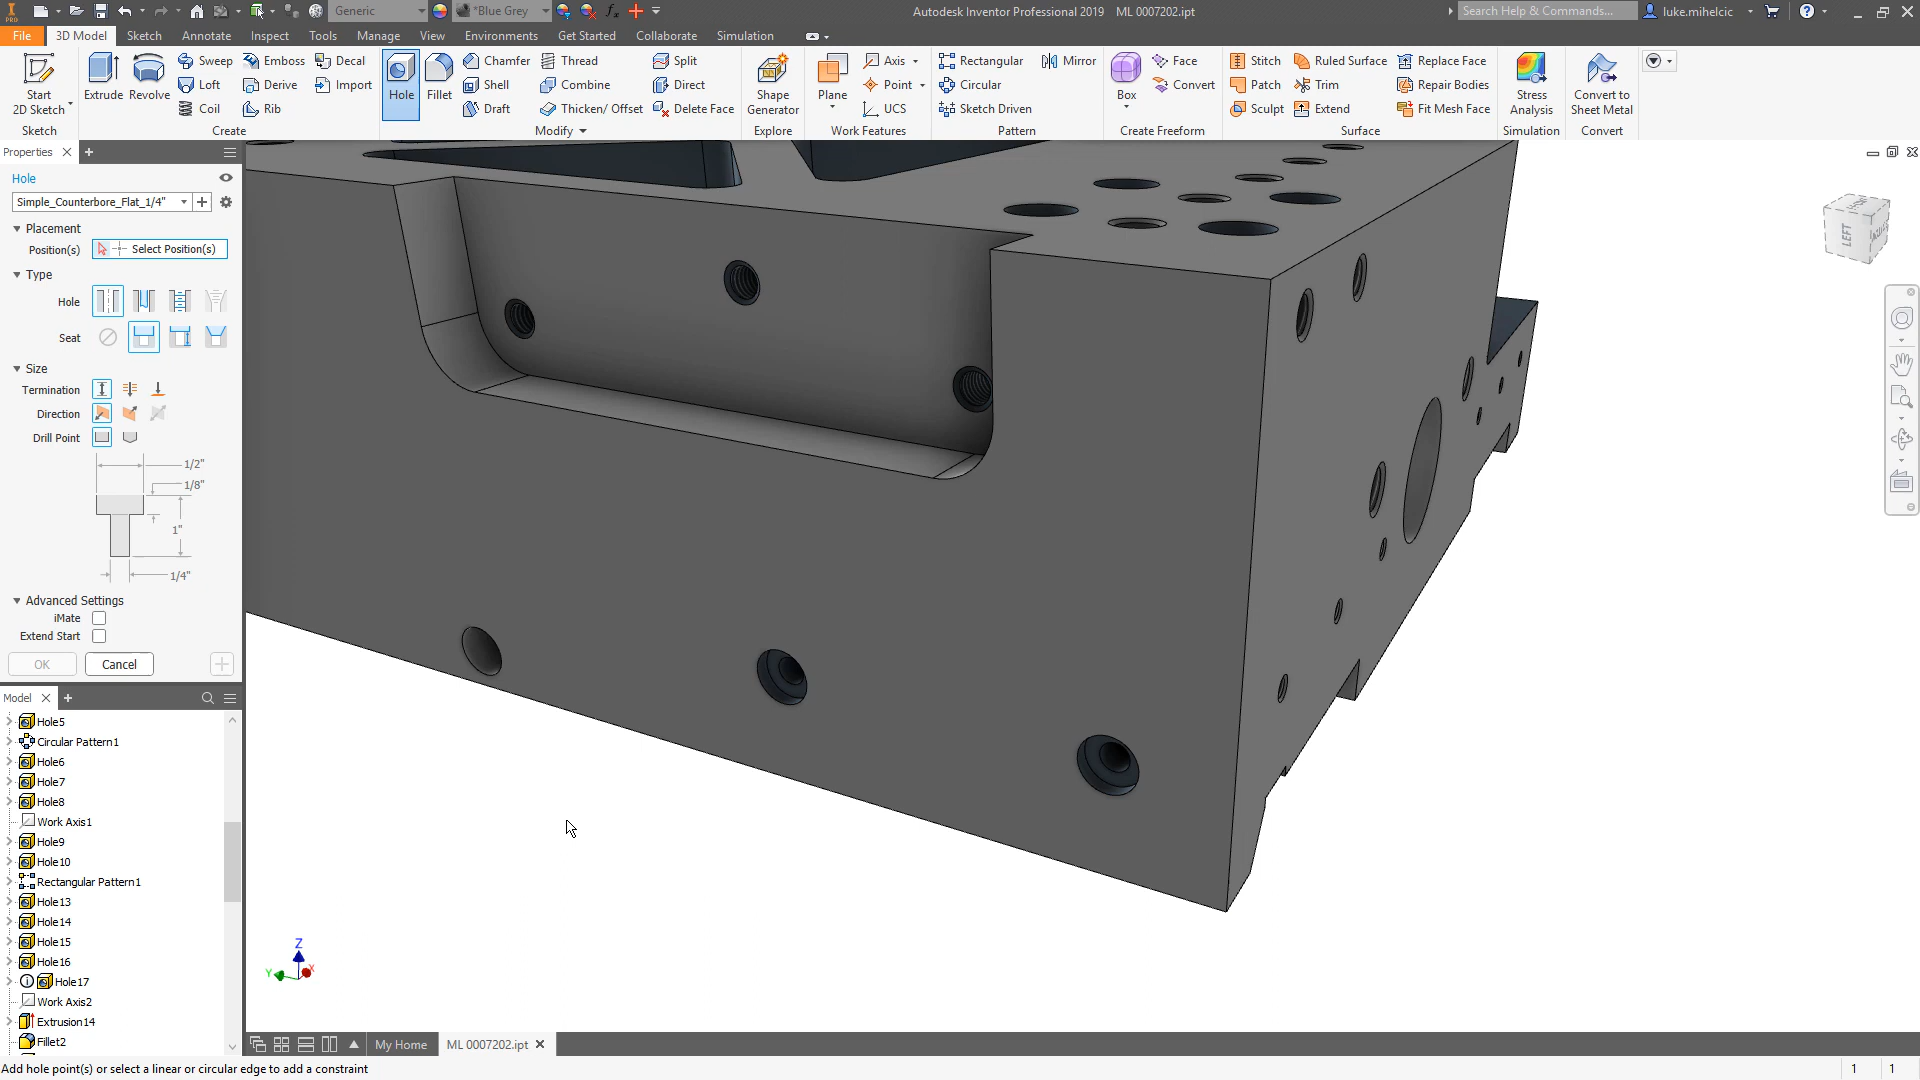 PRO
Generic
*Blue Grey
Autodesk Inventor Professional 2019 ML 0007202.ipt
Search Help & Commands...
luke.mihelcic
File 3D Model Sketch Annotate Inspect Tools Manage View Environments Get Started Collaborate Simulation
Start
2D Sketch
Sketch
Extrude
Revolve
Sweep
Loft
Coil
Emboss
Derive
Rib
Decal
Import
Create
Hole
Fillet
Chamfer
Shell
Draft
Thread
Combine
Thicken/ Offset
Split
Direct
Delete Face
Modify
Shape
Generator
Explore
Plane
Axis
Point
UCS
Work Features
Rectangular
Circular
Sketch Driven
Mirror
Pattern
Box
Face
Convert
Create Freeform
Stitch
Patch
Sculpt
Ruled Surface
Trim
Extend
Replace Face
Repair Bodies
Fit Mesh Face
Surface
Stress
Analysis
Simulation
Convert to
Sheet Metal
Convert
Properties
Hole
Simple_Counterbore_Flat_1/4"
Placement
Position(s) Select Position(s)
Type
Hole
Seat
Size
Termination
Direction
Drill Point
1/2"
1/8"
1"
1/4"
Advanced Settings
iMate
Extend Start
OK Cancel
Model
Hole5
Circular Pattern1
Hole6
Hole7
Hole8
Work Axis1
Hole9
Hole10
Rectangular Pattern1
Hole13
Hole14
Hole15
Hole16
Hole17
Work Axis2
Extrusion14
Fillet2
LEFT
Z
Y
X
My Home
ML 0007202.ipt
Add hole point(s) or select a linear or circular edge to add a constraint
1 1